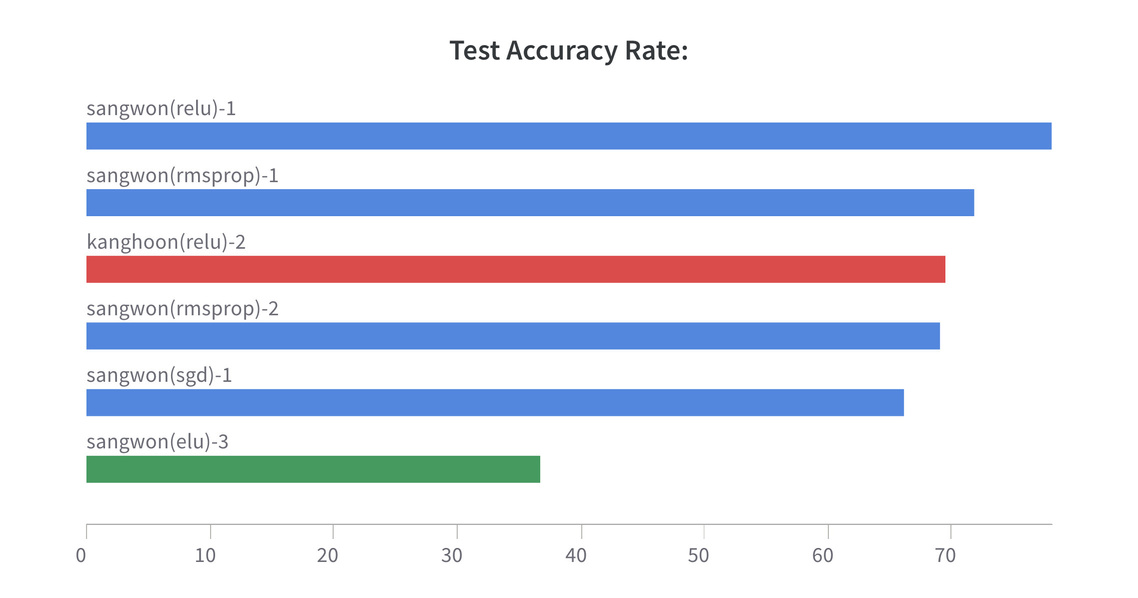 Test Accuracy Rate:
sangwon(relu)-1
sangwon(rmsprop)-1
kanghoon(relu)-2
sangwon(rmsprop)-2
sangwon(sgd)-1
sangwon(elu)-3
0 10 20 30 40 50 60 70